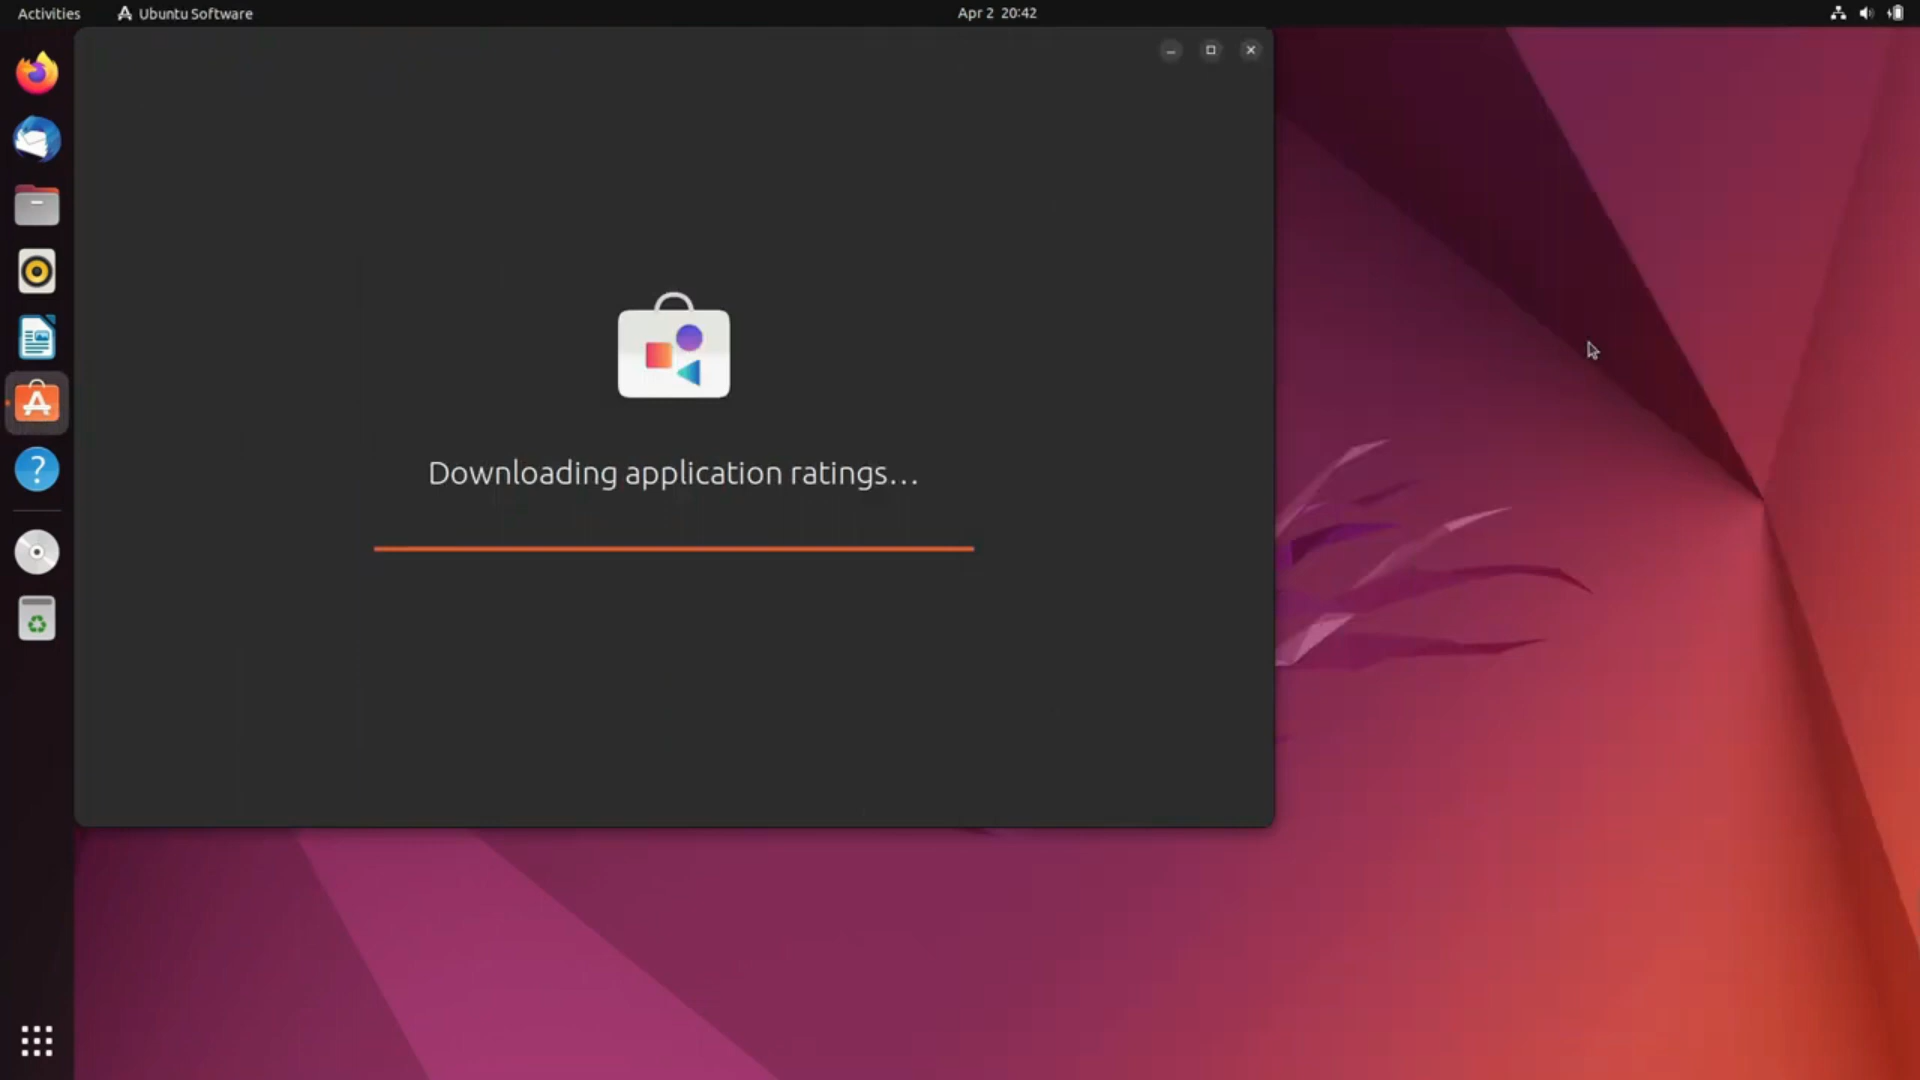 Activities Ubuntu Software Apr 2 20:42
Downloading application ratings…